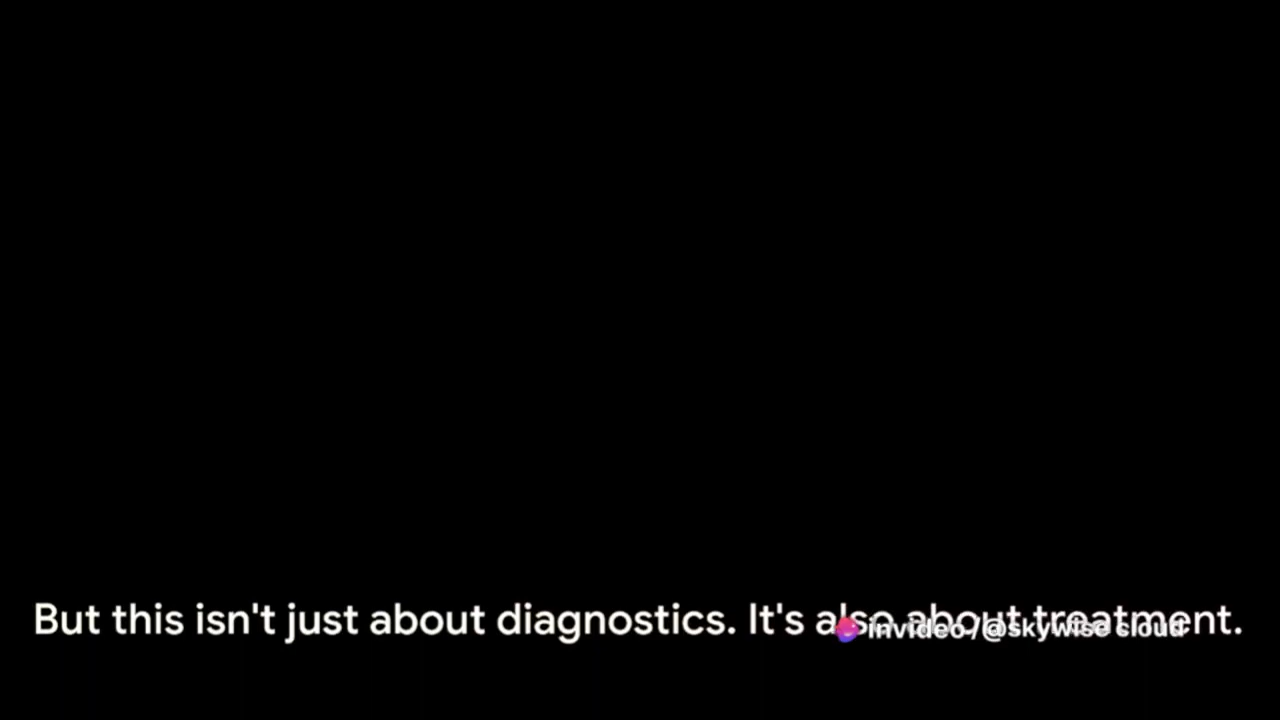 But this isn't just about diagnostics. It's also about treatment.
invideo / @skywise cloud